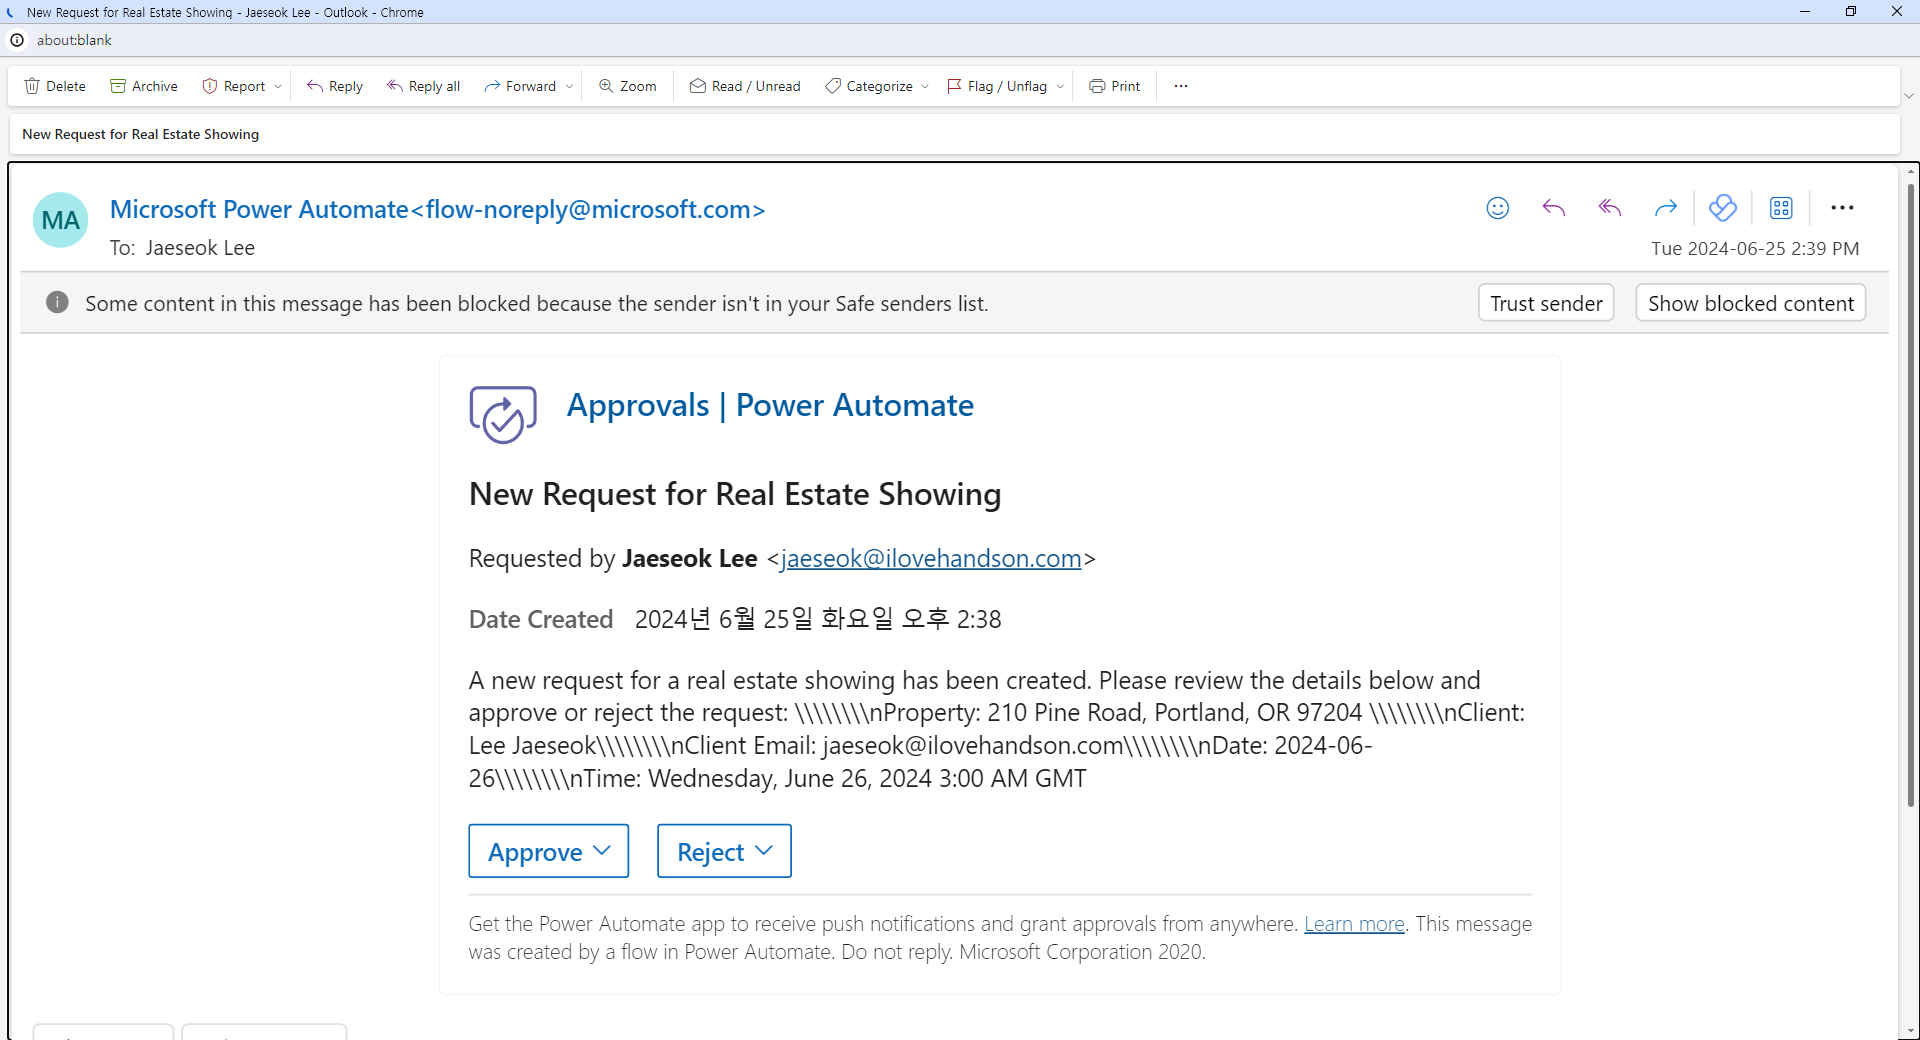 New Request for Real Estate Showing - Jaeseok Lee - Outlook - Chrome
about:blank
Delete Archive Report Reply Reply all Forward Zoom Read / Unread Categorize Flag / Unflag Print ...
New Request for Real Estate Showing
MA
Microsoft Power Automate<flow-noreply@microsoft.com>
To: Jaeseok Lee
Tue 2024-06-25 2:39 PM
Some content in this message has been blocked because the sender isn't in your Safe senders list.
Trust sender
Show blocked content
Approvals | Power Automate
New Request for Real Estate Showing
Requested by Jaeseok Lee <jaeseok@ilovehandson.com>
Date Created 2024년 6월 25일 화요일 오후 2:38
A new request for a real estate showing has been created. Please review the details below and
approve or reject the request: \\\\\\\\nProperty: 210 Pine Road, Portland, OR 97204 \\\\\\\\nClient:
Lee Jaeseok\\\\\\\\nClient Email: jaeseok@ilovehandson.com\\\\\\\\nDate: 2024-06-
26\\\\\\\\nTime: Wednesday, June 26, 2024 3:00 AM GMT
Approve
Reject
Get the Power Automate app to receive push notifications and grant approvals from anywhere. Learn more. This message
was created by a flow in Power Automate. Do not reply. Microsoft Corporation 2020.